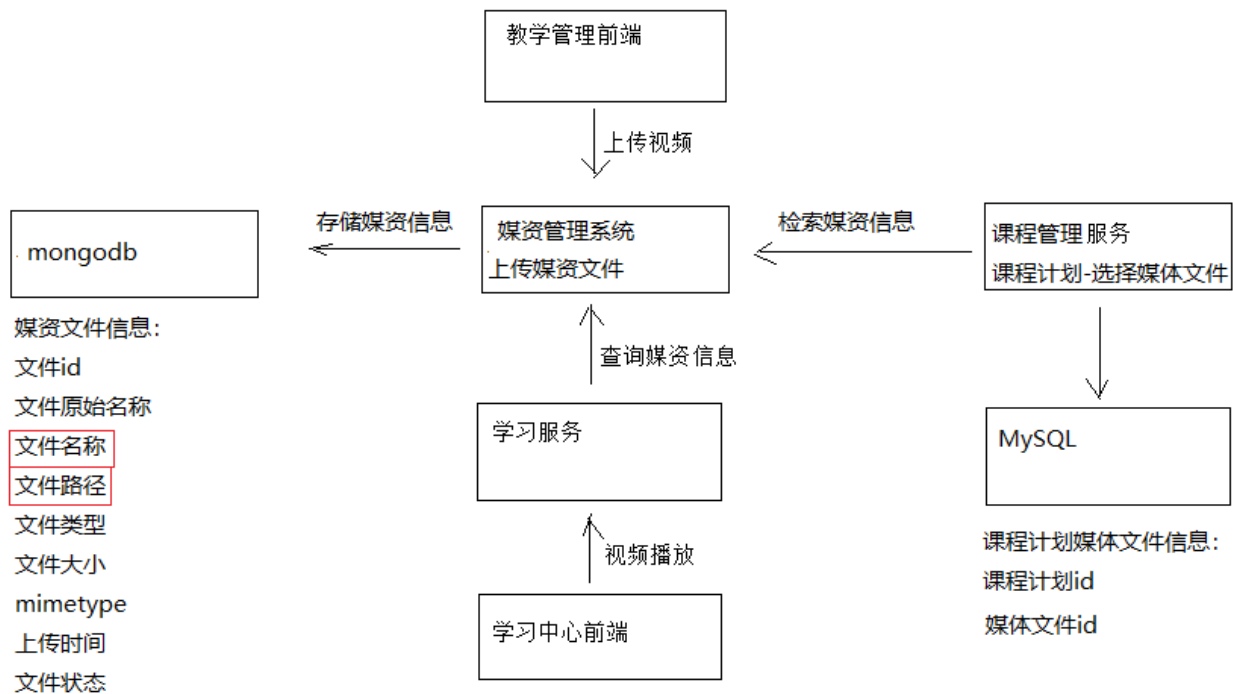 教学管理前端
上传视频
mongodb
存储媒资信息
媒资管理系统
上传媒资文件
检索媒资信息
课程管理服务
课程计划-选择媒体文件
媒资文件信息：
文件id
文件原始名称
文件名称
文件路径
文件类型
文件大小
mimetype
上传时间
文件状态
查询媒资信息
学习服务
视频播放
学习中心前端
MySQL
课程计划媒体文件信息：
课程计划id
媒体文件id